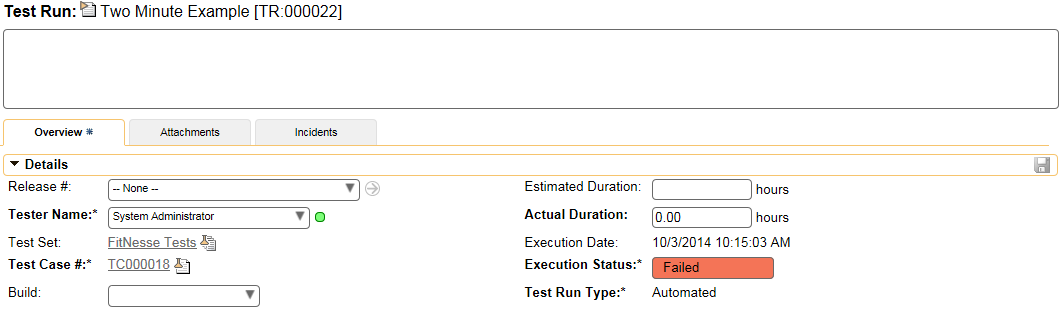 Test Run: Two Minute Example [TR:000022]
Overview * Attachments Incidents
Details
Release #: -- None -- Estimated Duration: hours
Tester Name:* System Administrator Actual Duration: 0.00 hours
Test Set: FitNesse Tests Execution Date: 10/3/2014 10:15:03 AM
Test Case #:* TC000018 Execution Status:* Failed
Build: Test Run Type:* Automated